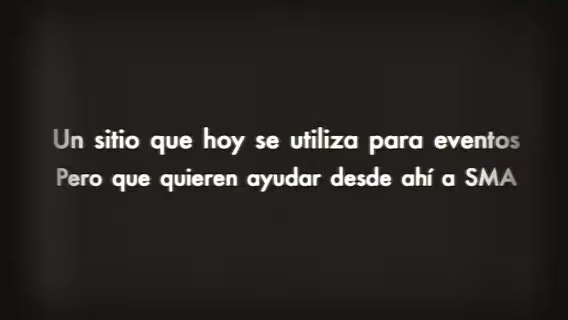 Un sitio que hoy se utiliza para eventos
Pero que quieren ayudar desde ahí a SMA